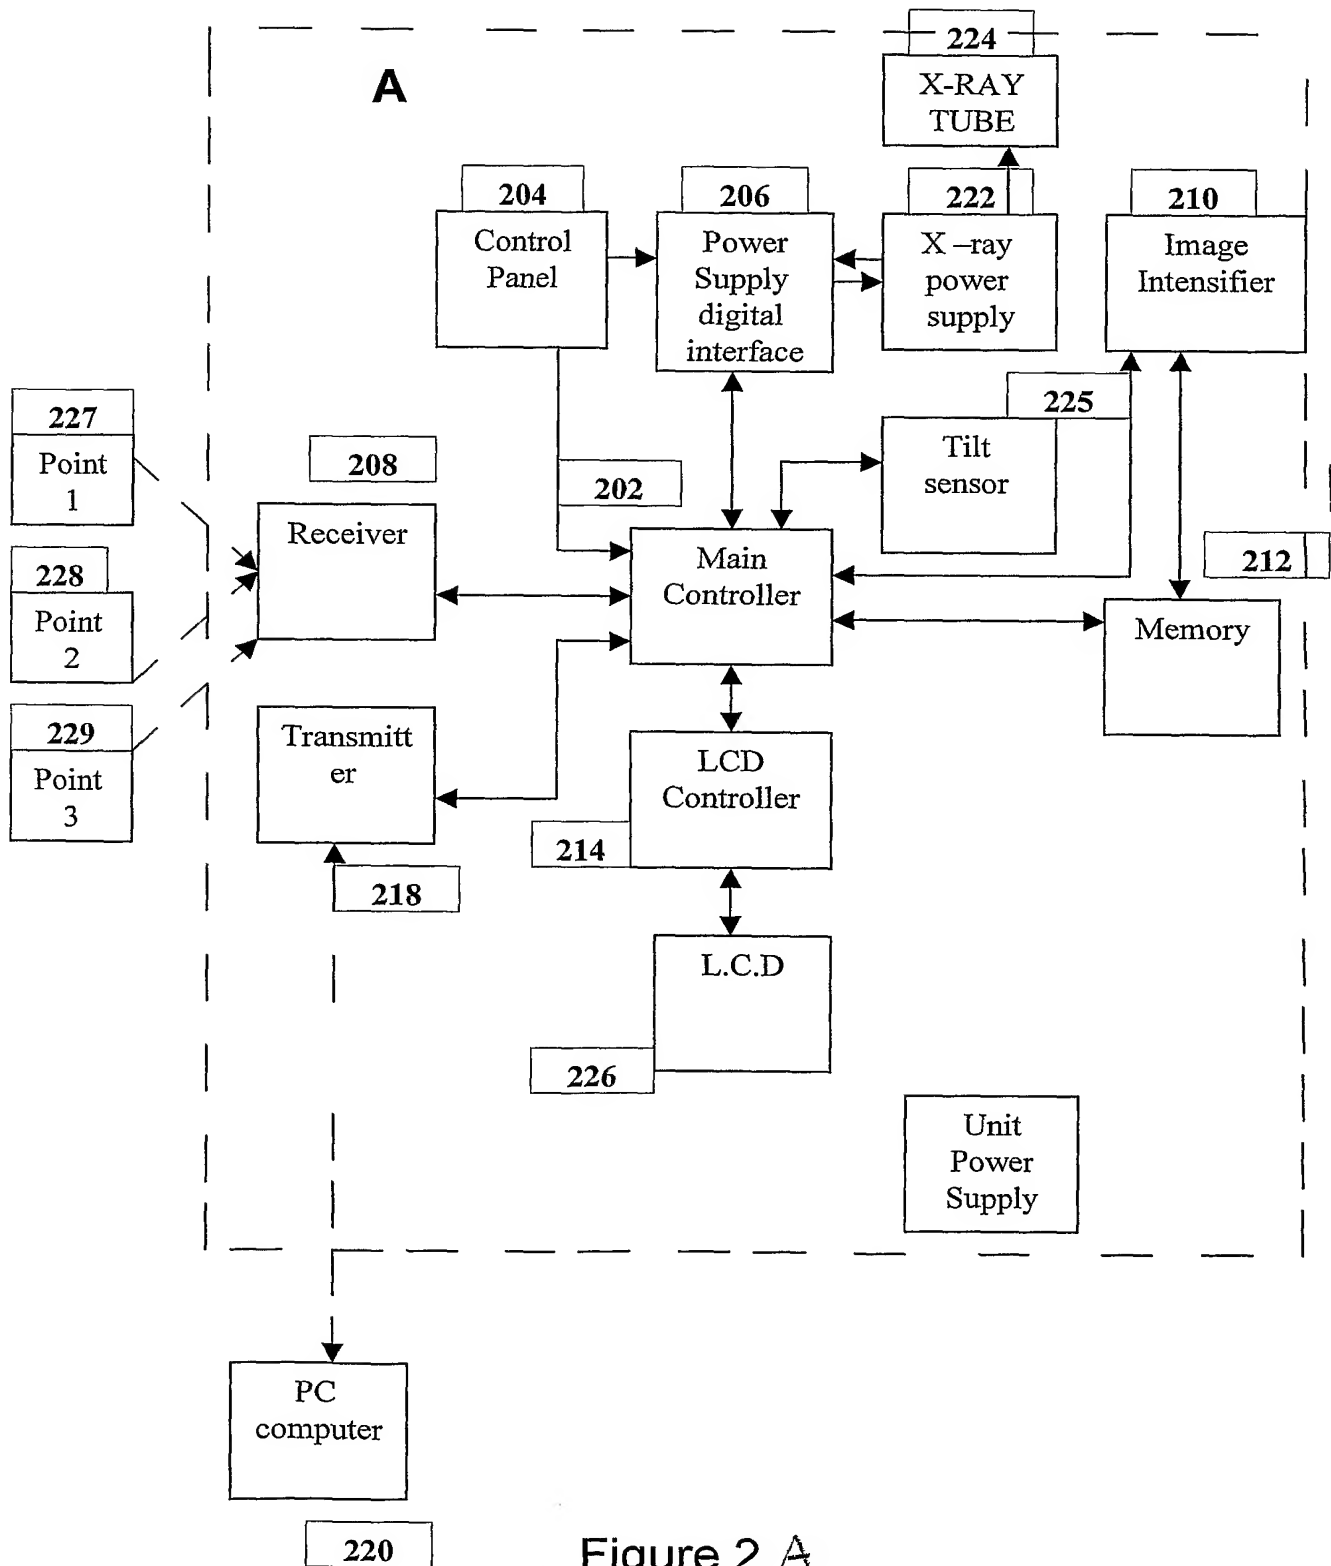 224
A
X-RAY
TUBE
204
206
222
210
Control
Panel
Power
Supply
digital
interface
X –ray
power
supply
Image
Intensifier
225
227
Point
1
208
202
Tilt
sensor
Receiver
Main
Controller
212
228
Point
2
Memory
229
Point
3
Transmitt
er
LCD
Controller
214
218
L.C.D
226
Unit
Power
Supply
PC
computer
220
Figure 2 A